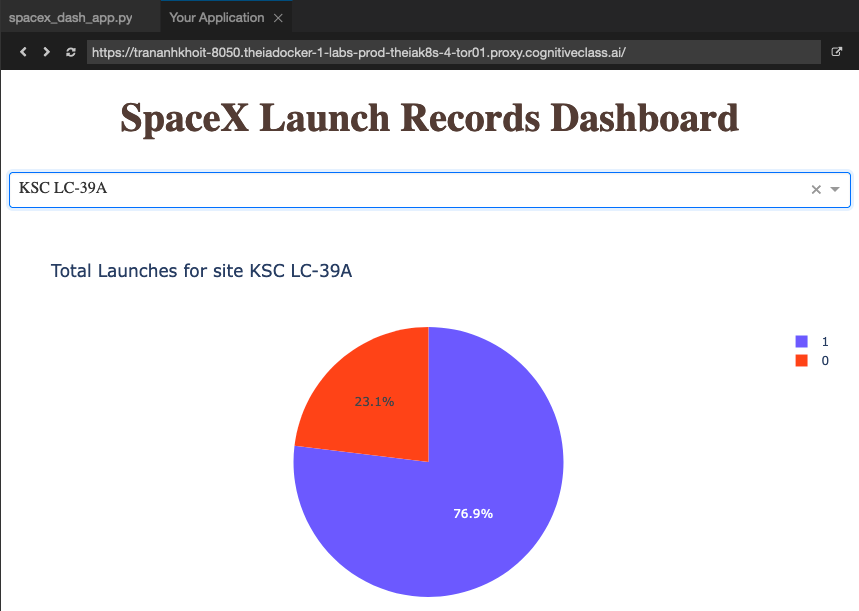 spacex_dash_app.py
Your Application
https://trananhkhoit-8050.theiadocker-1-labs-prod-theiak8s-4-tor01.proxy.cognitiveclass.ai/
SpaceX Launch Records Dashboard
KSC LC-39A
Total Launches for site KSC LC-39A
1
0
23.1%
76.9%